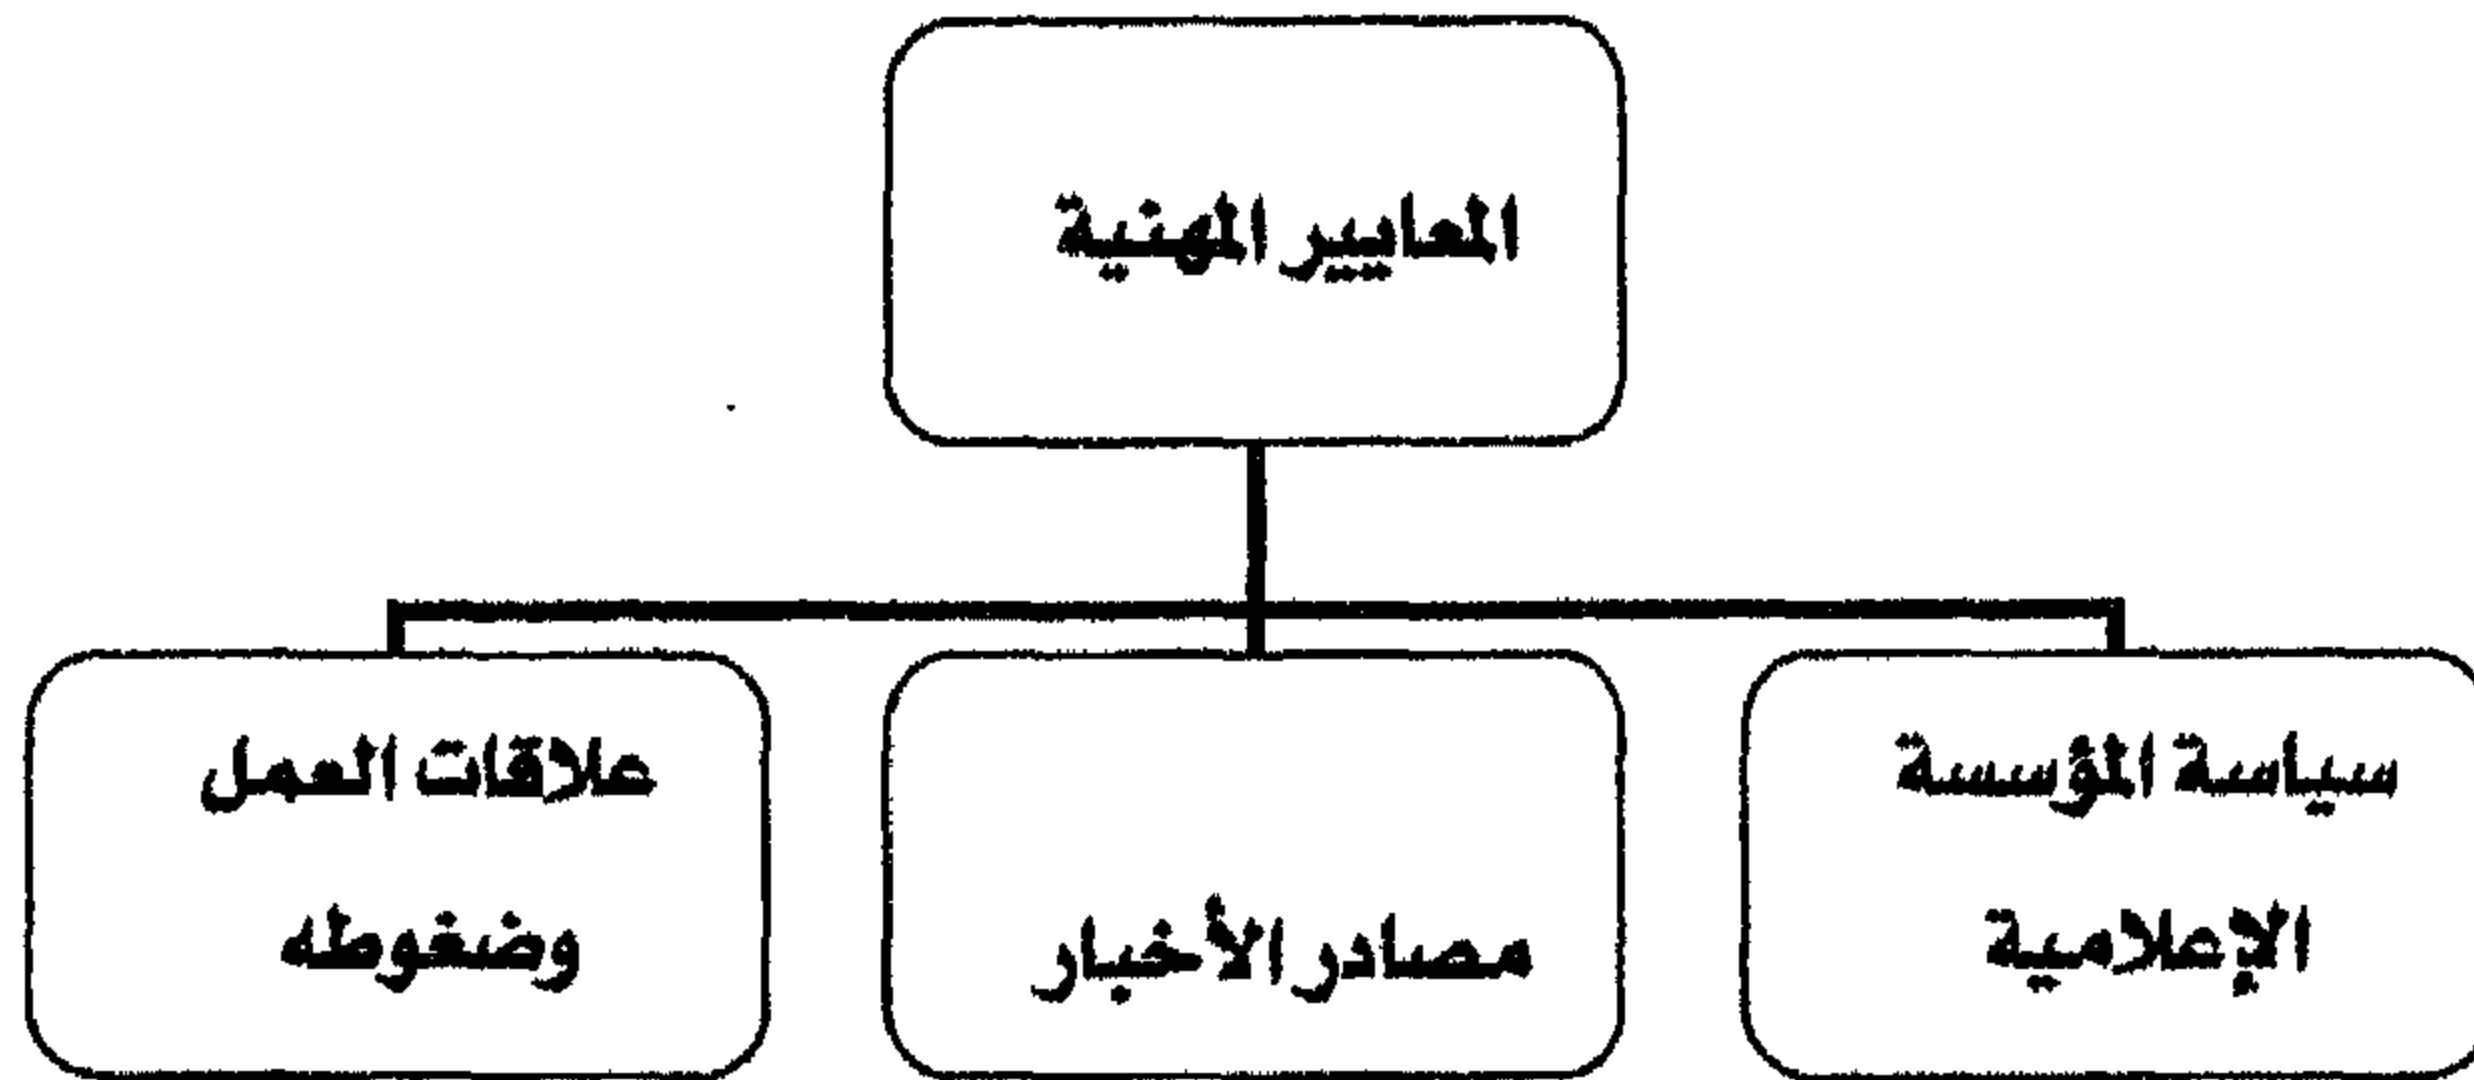 المعايير المهنية
سياسة المؤسسة
الإعلامية
مصادر الأخبار
علاقات العمل
وضغوطه